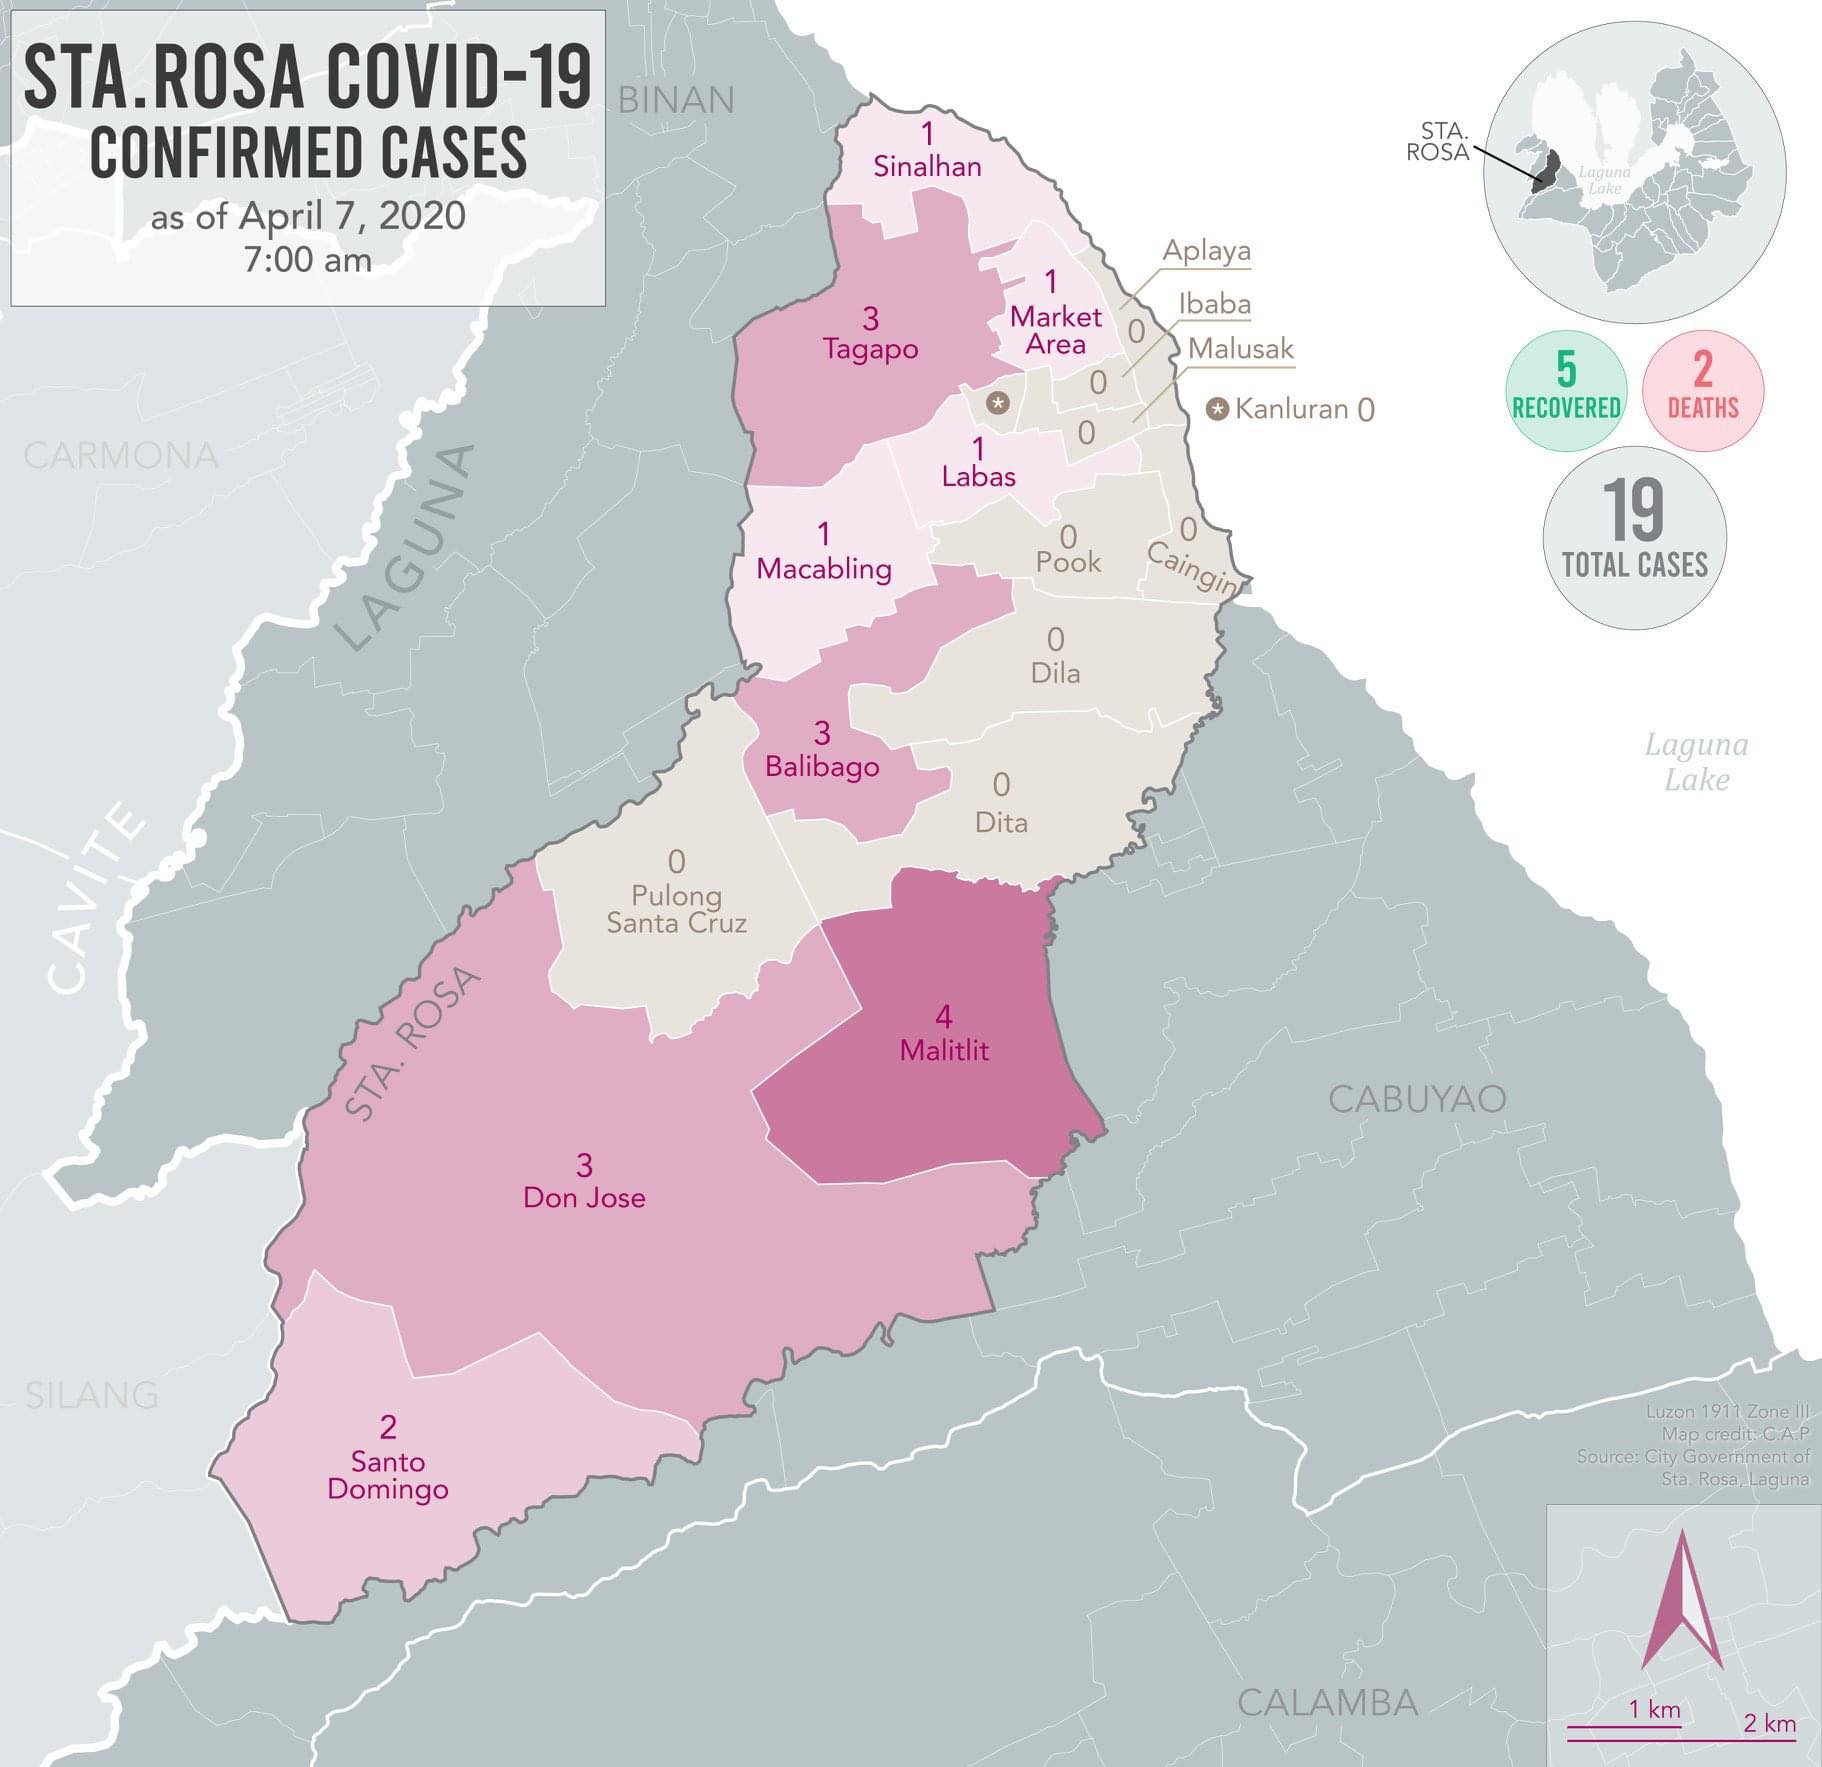 STA.ROSA COVID-19
CONFIRMED CASES
as of April 7, 2020
7:00 am
BINAN
CARMONA
LAGUNA
CAVITE
SILANG
STA. ROSA
1
Sinalhan
3
Tagapo
1
Market
Area
Aplaya
0
Ibaba
0
Malusak
0
* Kanluran 0
*
1
Labas
1
Macabling
0
Pook
0
Caingin
0
Dila
3
Balibago
0
Dita
0
Pulong
Santa Cruz
4
Malitlit
3
Don Jose
2
Santo
Domingo
STA.
ROSA
Laguna
Lake
5
RECOVERED
2
DEATHS
19
TOTAL CASES
Laguna
Lake
CABUYAO
CALAMBA
Luzon 1911 Zone III
Map credit: C.A.P
Source: City Government of
Sta. Rosa, Laguna
1 km
2 km